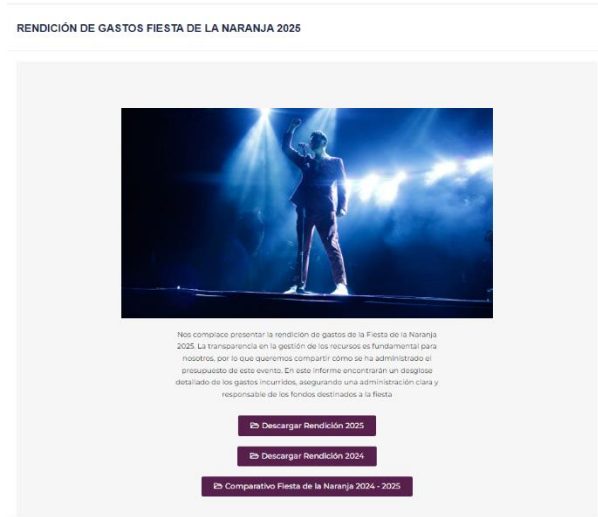 RENDICIÓN DE GASTOS FIESTA DE LA NARANJA 2025
Nos complace presentar la rendición de gastos de la Fiesta de la Naranja
2025. La transparencia en la gestión de los recursos es fundamental para
nosotros, por lo que queremos compartir cómo se ha administrado el
presupuesto de este evento. En este informe encontrarán un desglose
detallado de los gastos incurridos, asegurando una administración clara y
responsable de los fondos destinados a la fiesta
Descargar Rendición 2025
Descargar Rendición 2024
Comparativo Fiesta de la Naranja 2024 - 2025